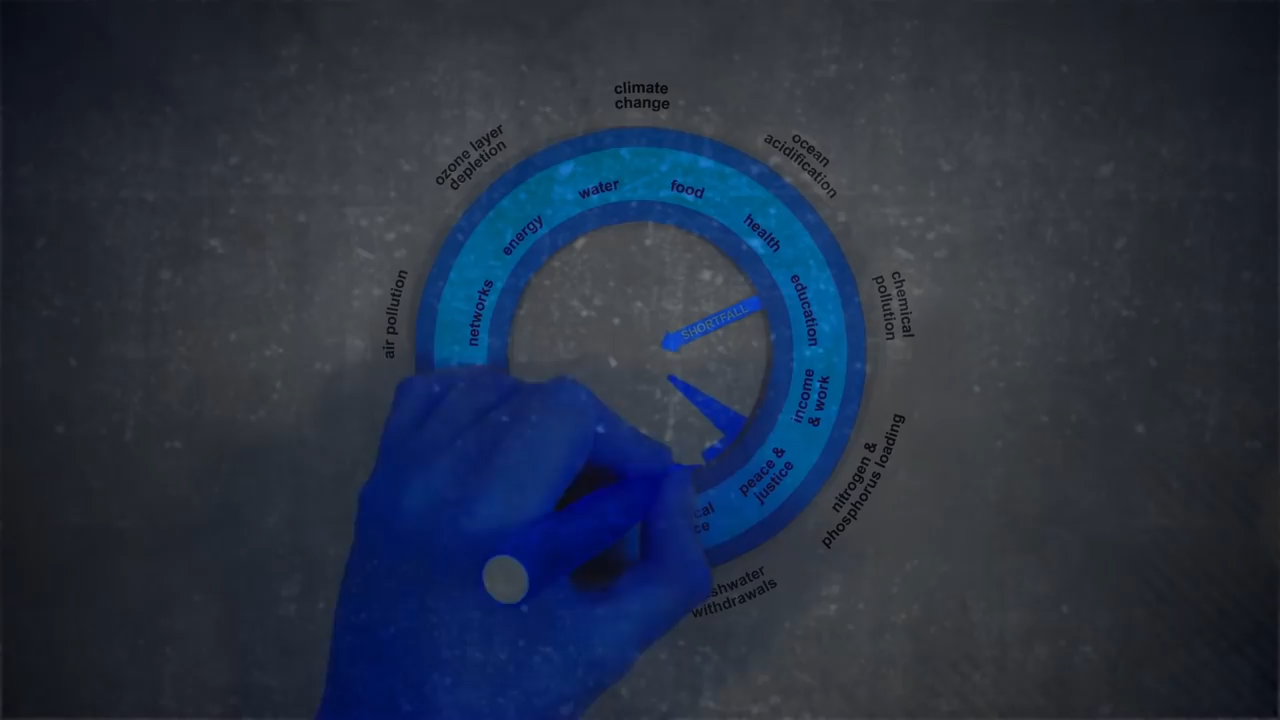 climate
change
ozone layer
depletion
ocean
acidification
water
food
energy
health
networks
education
air pollution
chemical
pollution
SHORTFALL
income
& work
peace &
justice
nitrogen &
phosphorus loading
withdrawals